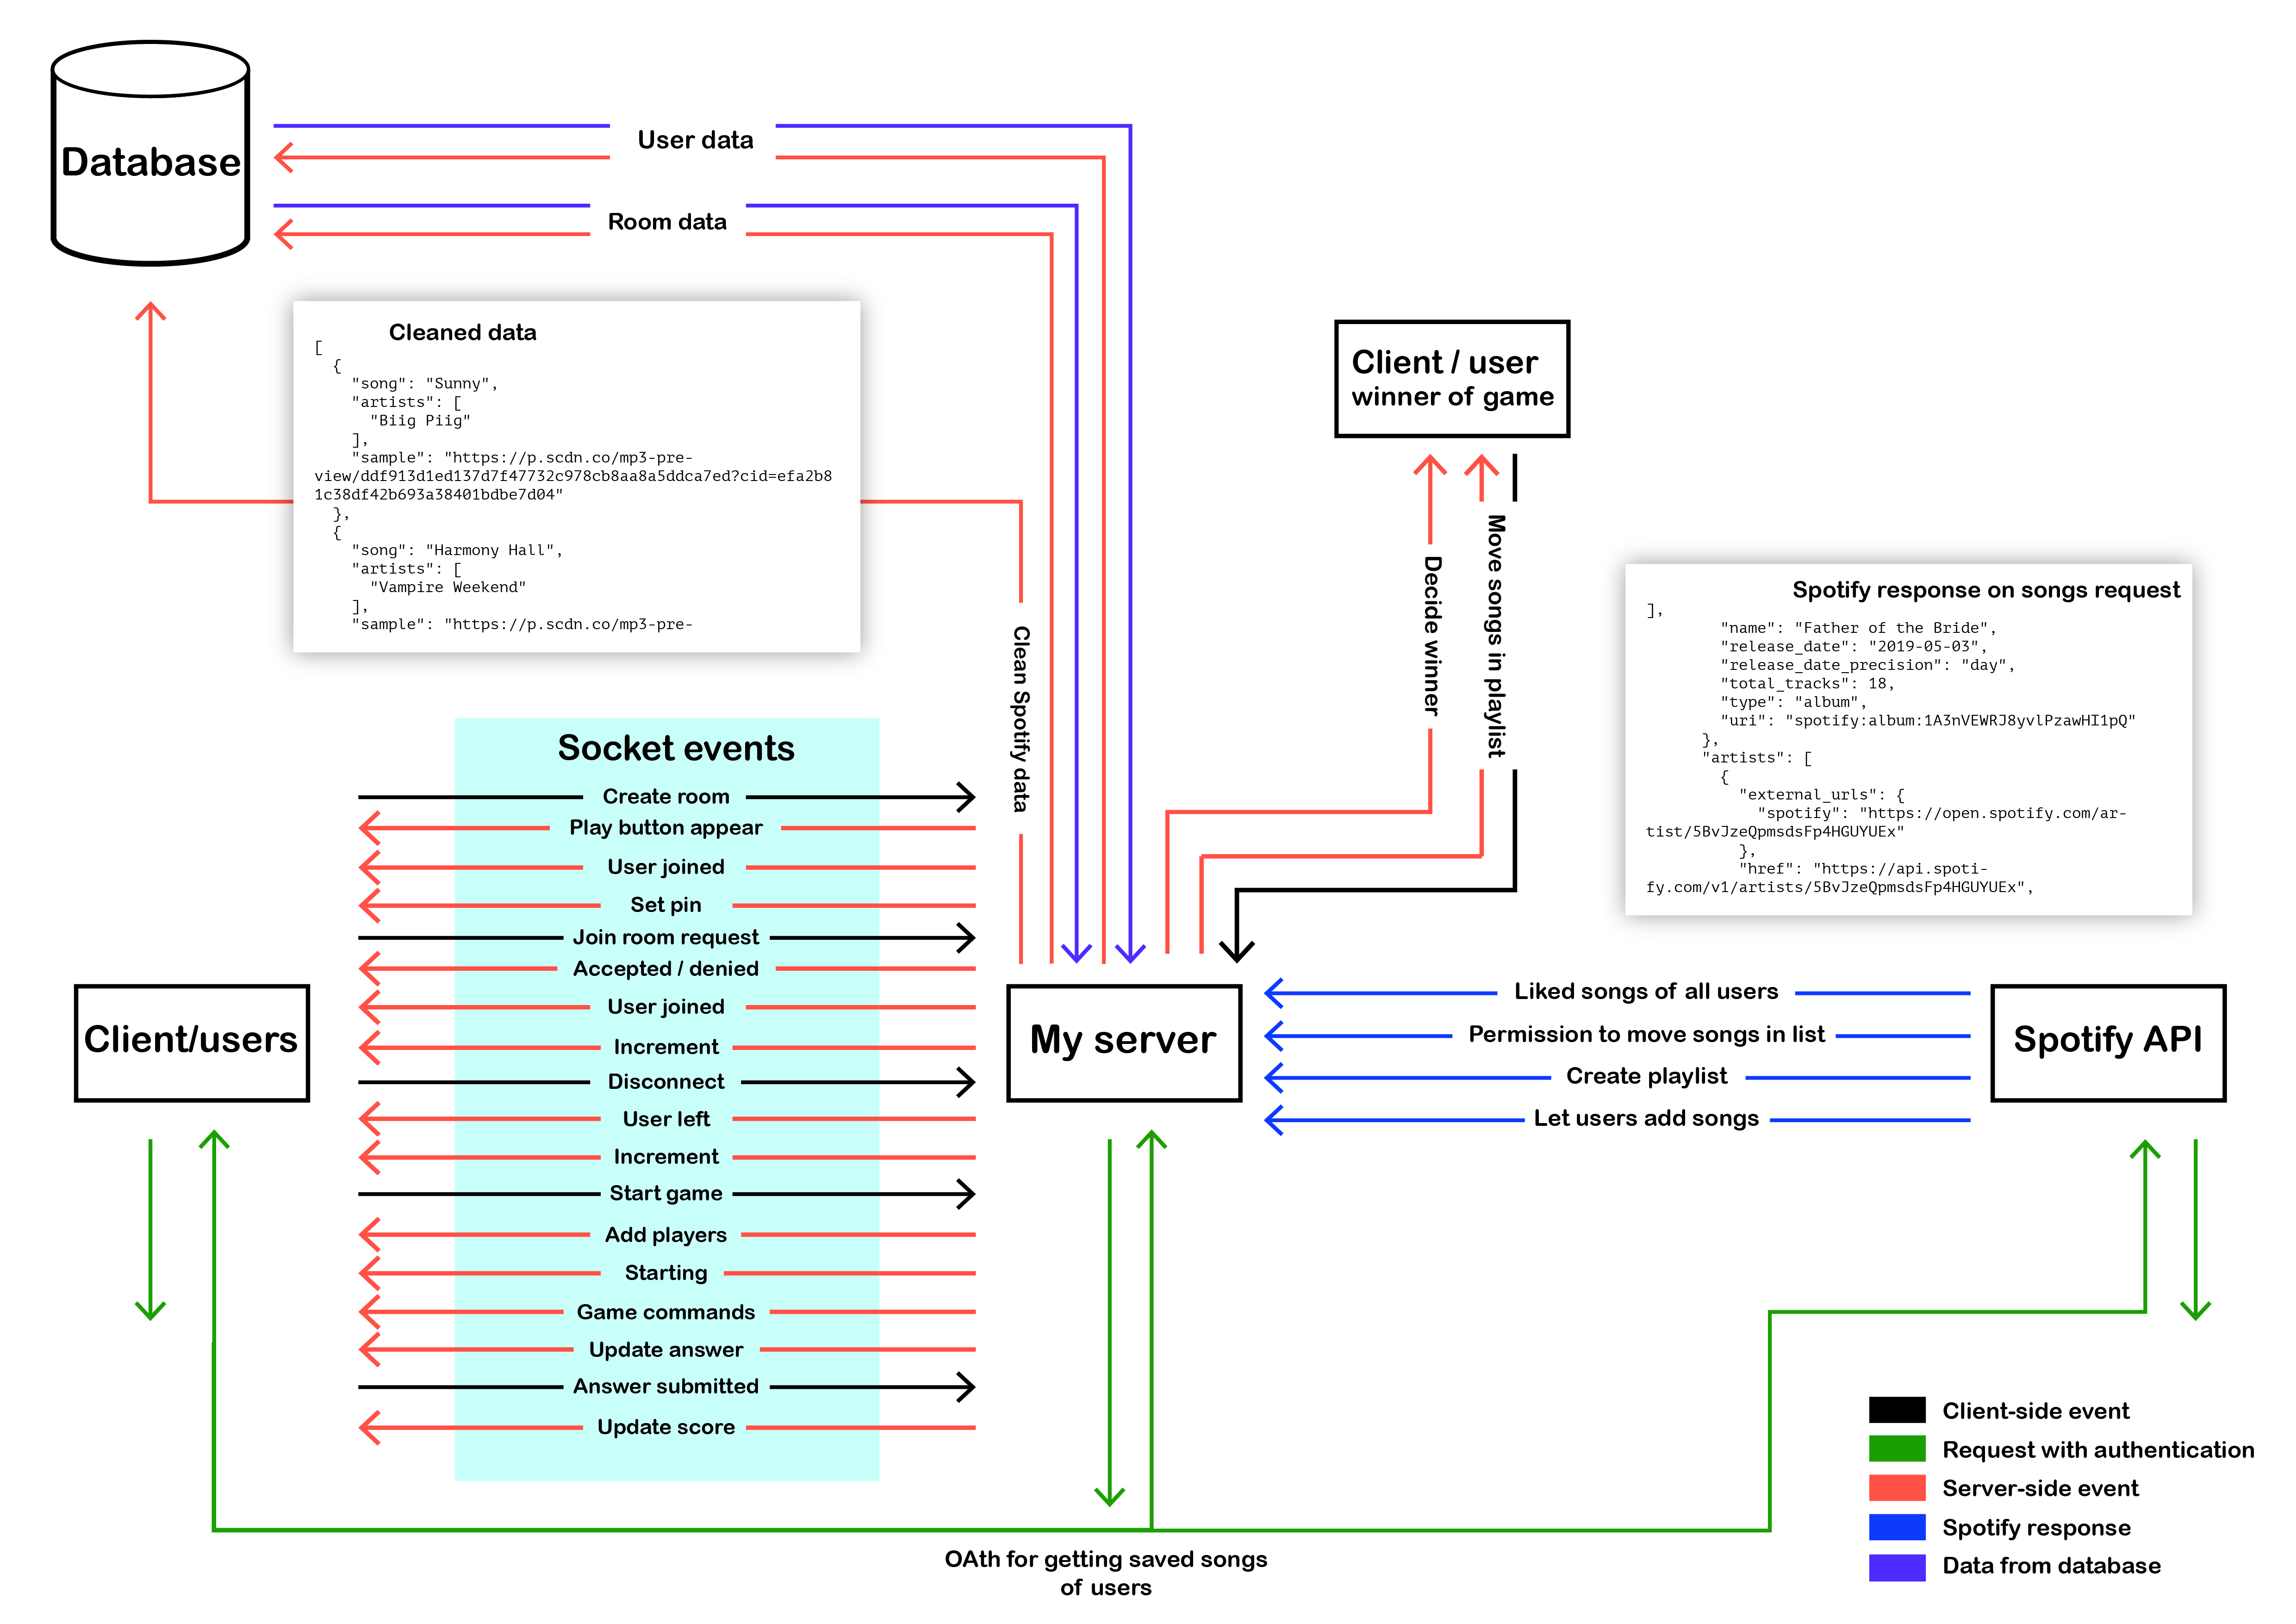 Database
User data
Room data
Cleaned data
[
  {
    "song": "Sunny",
    "artists": [
      "Biig Piig"
    ],
    "sample": "https://p.scdn.co/mp3-pre-
view/ddf913d1ed137d7f47732c978cb8aa8a5ddca7ed?cid=efa2b8
1c38df42b693a38401bdbe7d04"
  },
  {
    "song": "Harmony Hall",
    "artists": [
      "Vampire Weekend"
    ],
    "sample": "https://p.scdn.co/mp3-pre-
Client / user
winner of game
Decide winner
Move songs in playlist
Clean Spotify data
Spotify response on songs request
],
        "name": "Father of the Bride",
        "release_date": "2019-05-03",
        "release_date_precision": "day",
        "total_tracks": 18,
        "type": "album",
        "uri": "spotify:album:1A3nVEWRJ8yvlPzawHI1pQ"
      },
      "artists": [
        {
          "external_urls": {
            "spotify": "https://open.spotify.com/ar-
tist/5BvJzeQpmsdsFp4HGUYUEx"
          },
          "href": "https://api.spoti-
fy.com/v1/artists/5BvJzeQpmsdsFp4HGUYUEx",
Socket events
Create room
Play button appear
User joined
Set pin
Join room request
Accepted / denied
User joined
Increment
Disconnect
User left
Increment
Start game
Add players
Starting
Game commands
Update answer
Answer submitted
Update score
Client/users
My server
Liked songs of all users
Permission to move songs in list
Create playlist
Let users add songs
Spotify API
OAth for getting saved songs
of users
Client-side event
Request with authentication
Server-side event
Spotify response
Data from database